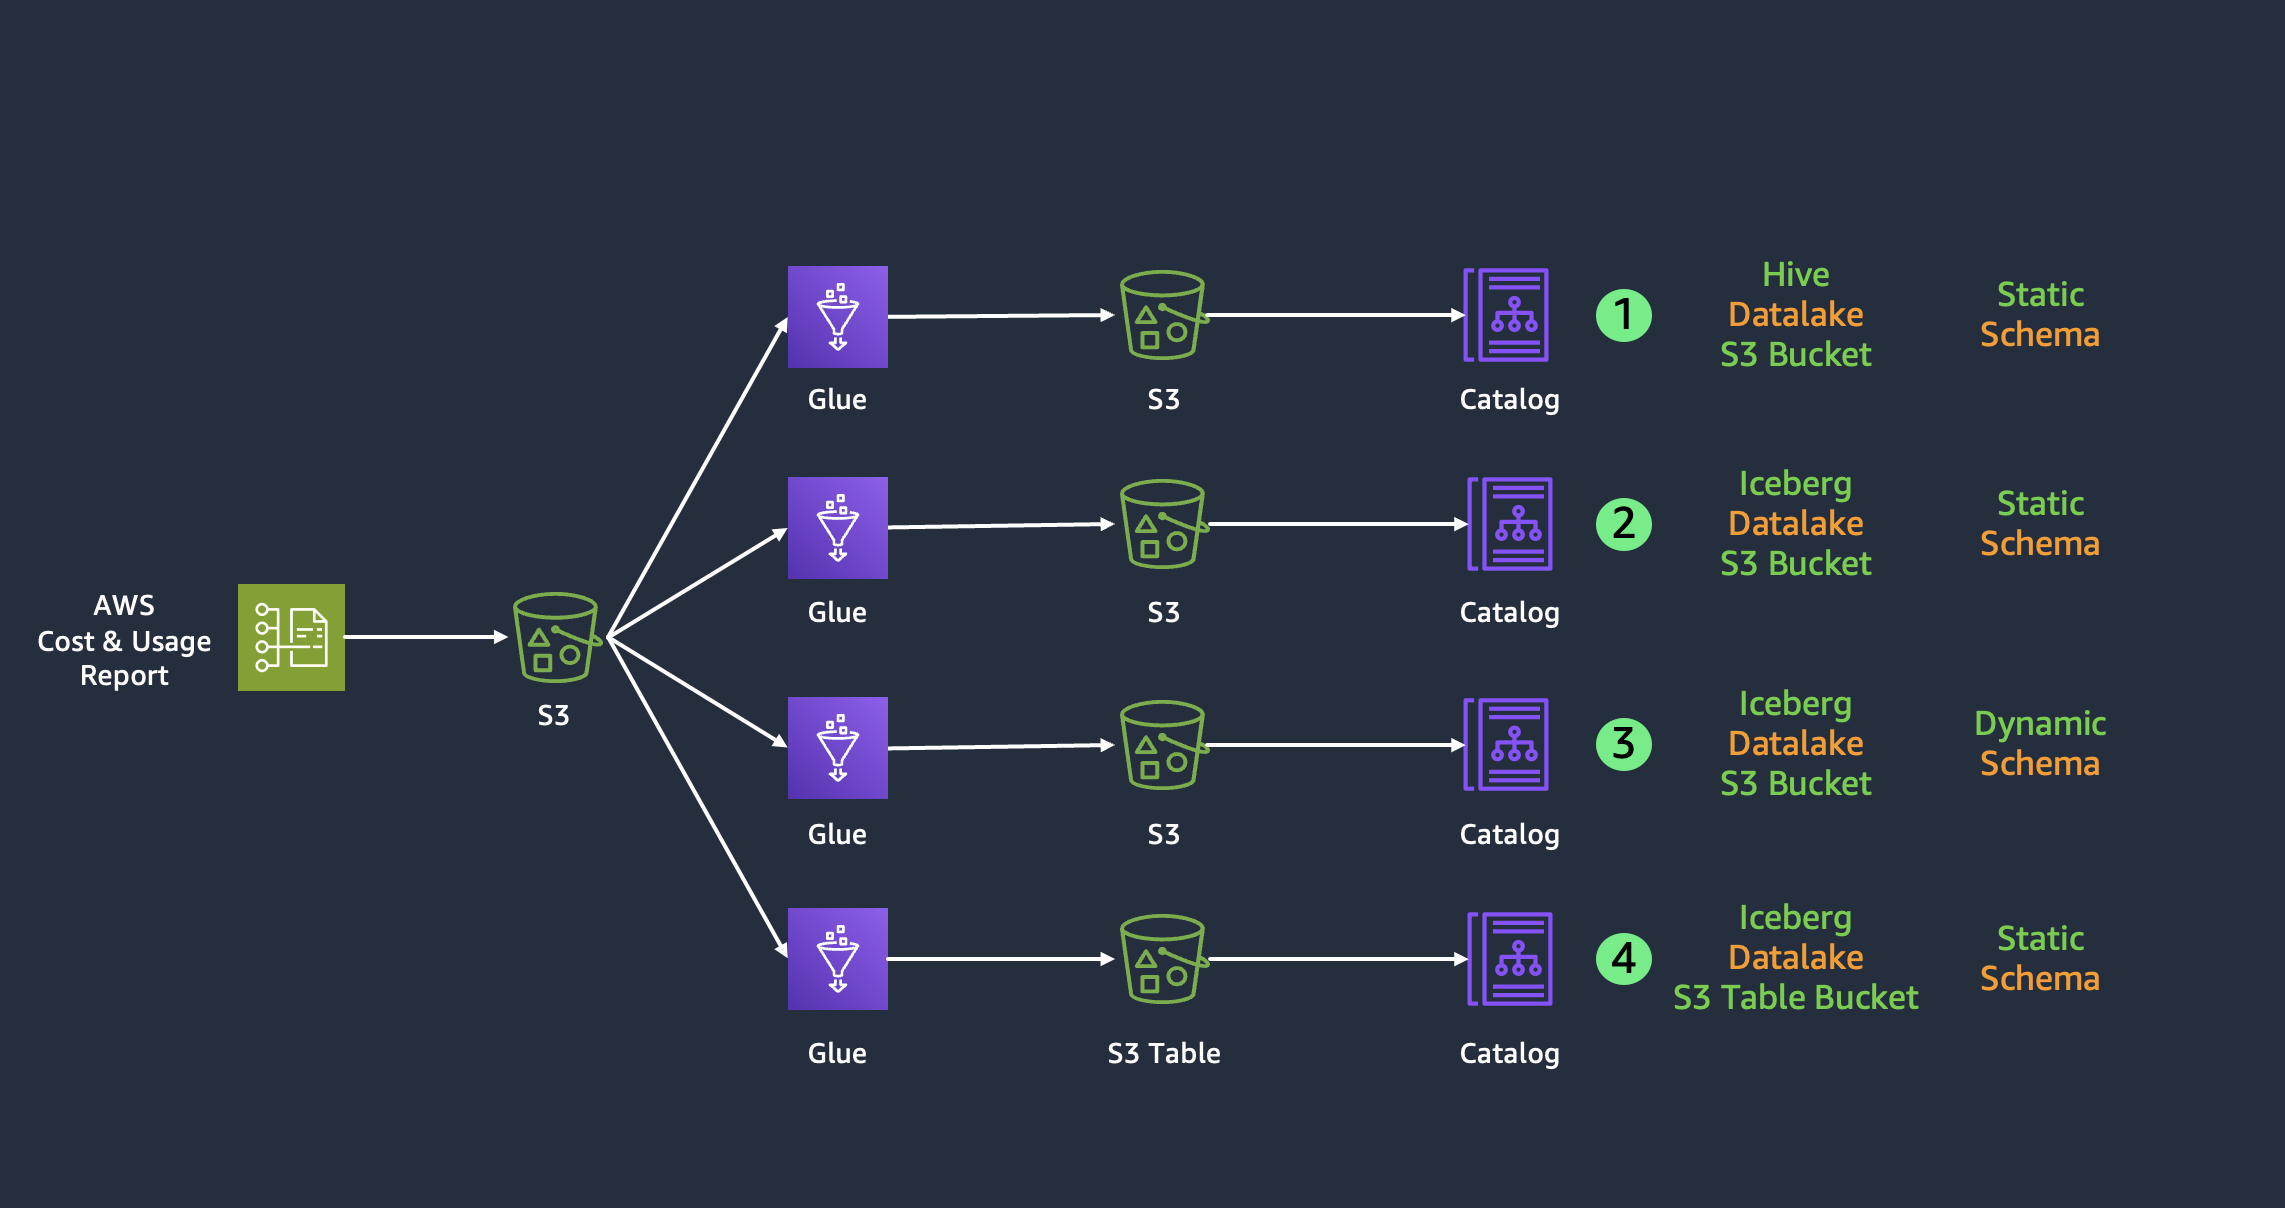 Glue
S3
Catalog
1
Hive
Datalake
S3 Bucket
Static
Schema
Glue
S3
Catalog
2
Iceberg
Datalake
S3 Bucket
Static
Schema
AWS
Cost & Usage
Report
S3
Glue
S3
Catalog
3
Iceberg
Datalake
S3 Bucket
Dynamic
Schema
Glue
S3 Table
Catalog
4
Iceberg
Datalake
S3 Table Bucket
Static
Schema